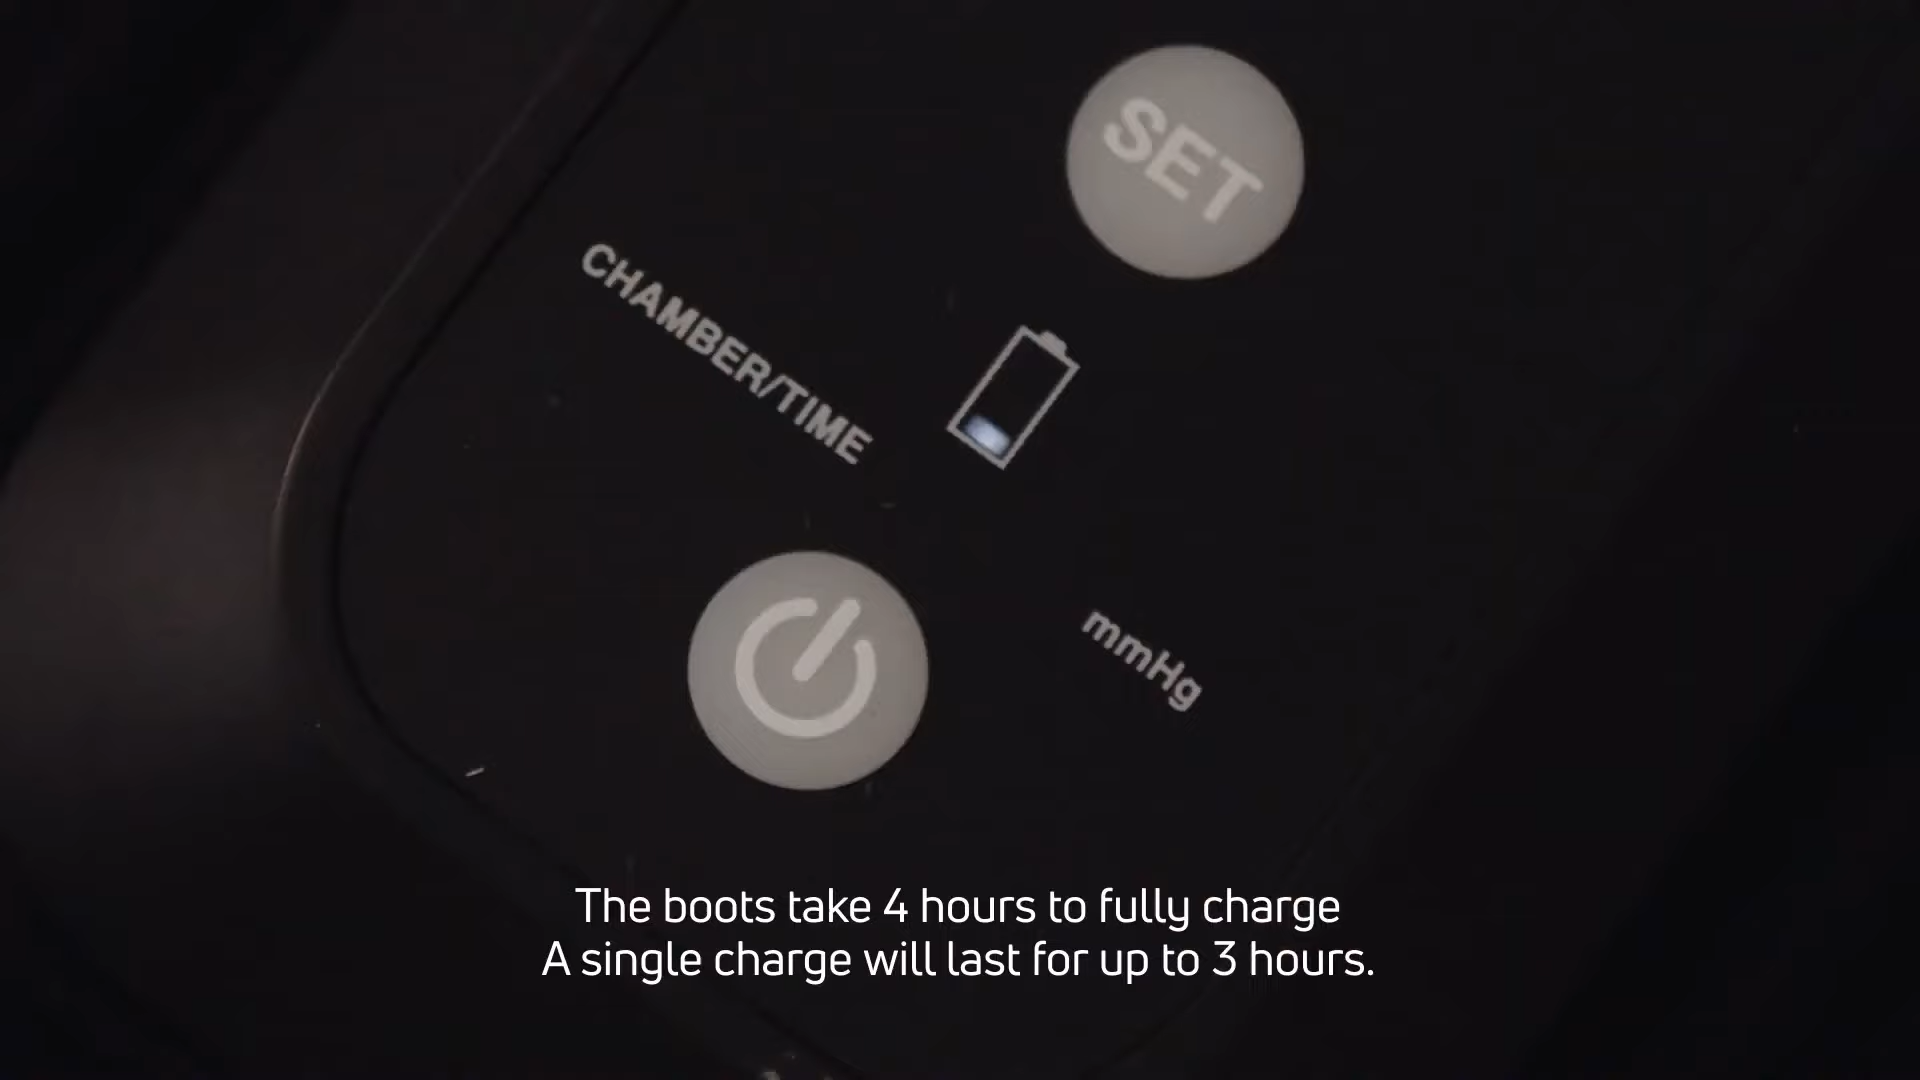 SET
CHAMBER/TIME
mmHg
The boots take 4 hours to fully charge
A single charge will last for up to 3 hours.